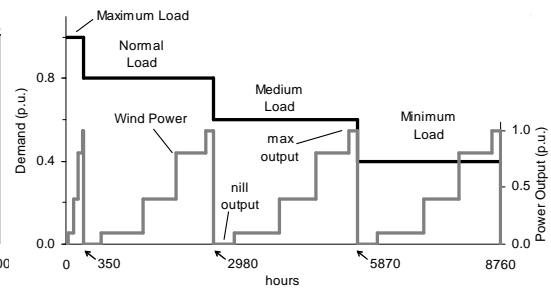 Maximum Load
Normal
Load
0.8
Medium
Load
Wind Power
Minimum
Load
max
output
1.0
0.4
0.5
nill
output
0.0
0.0
Demand (p.u.)
Power Output (p.u.)
0
350
2980
5870
8760
hours